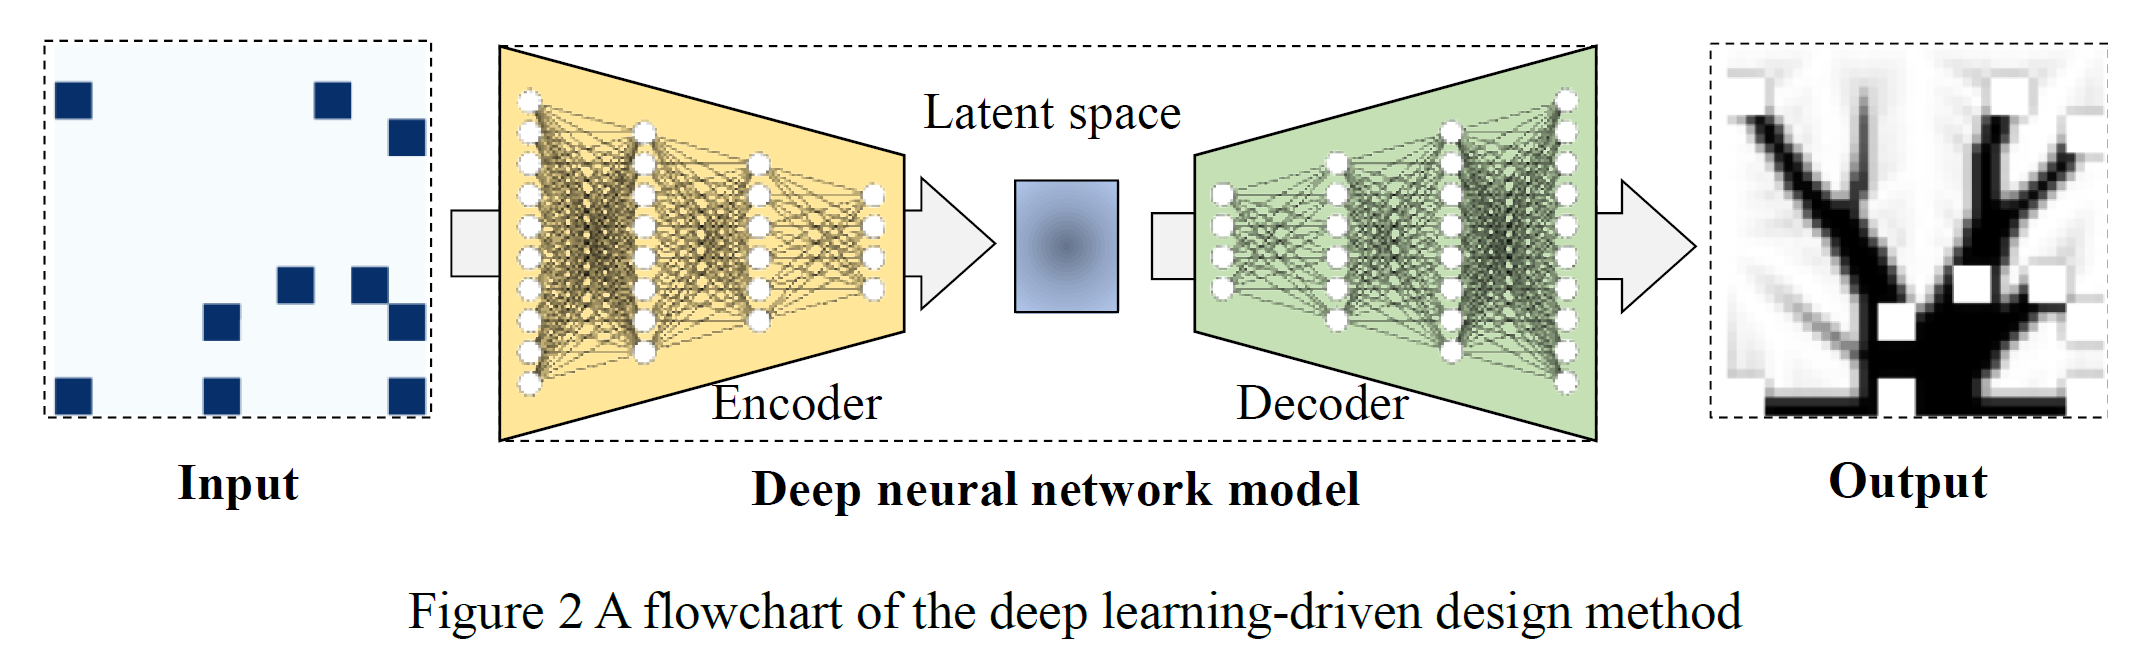 Latent space
Encoder
Decoder
Input
Deep neural network model
Output
Figure 2 A flowchart of the deep learning-driven design method